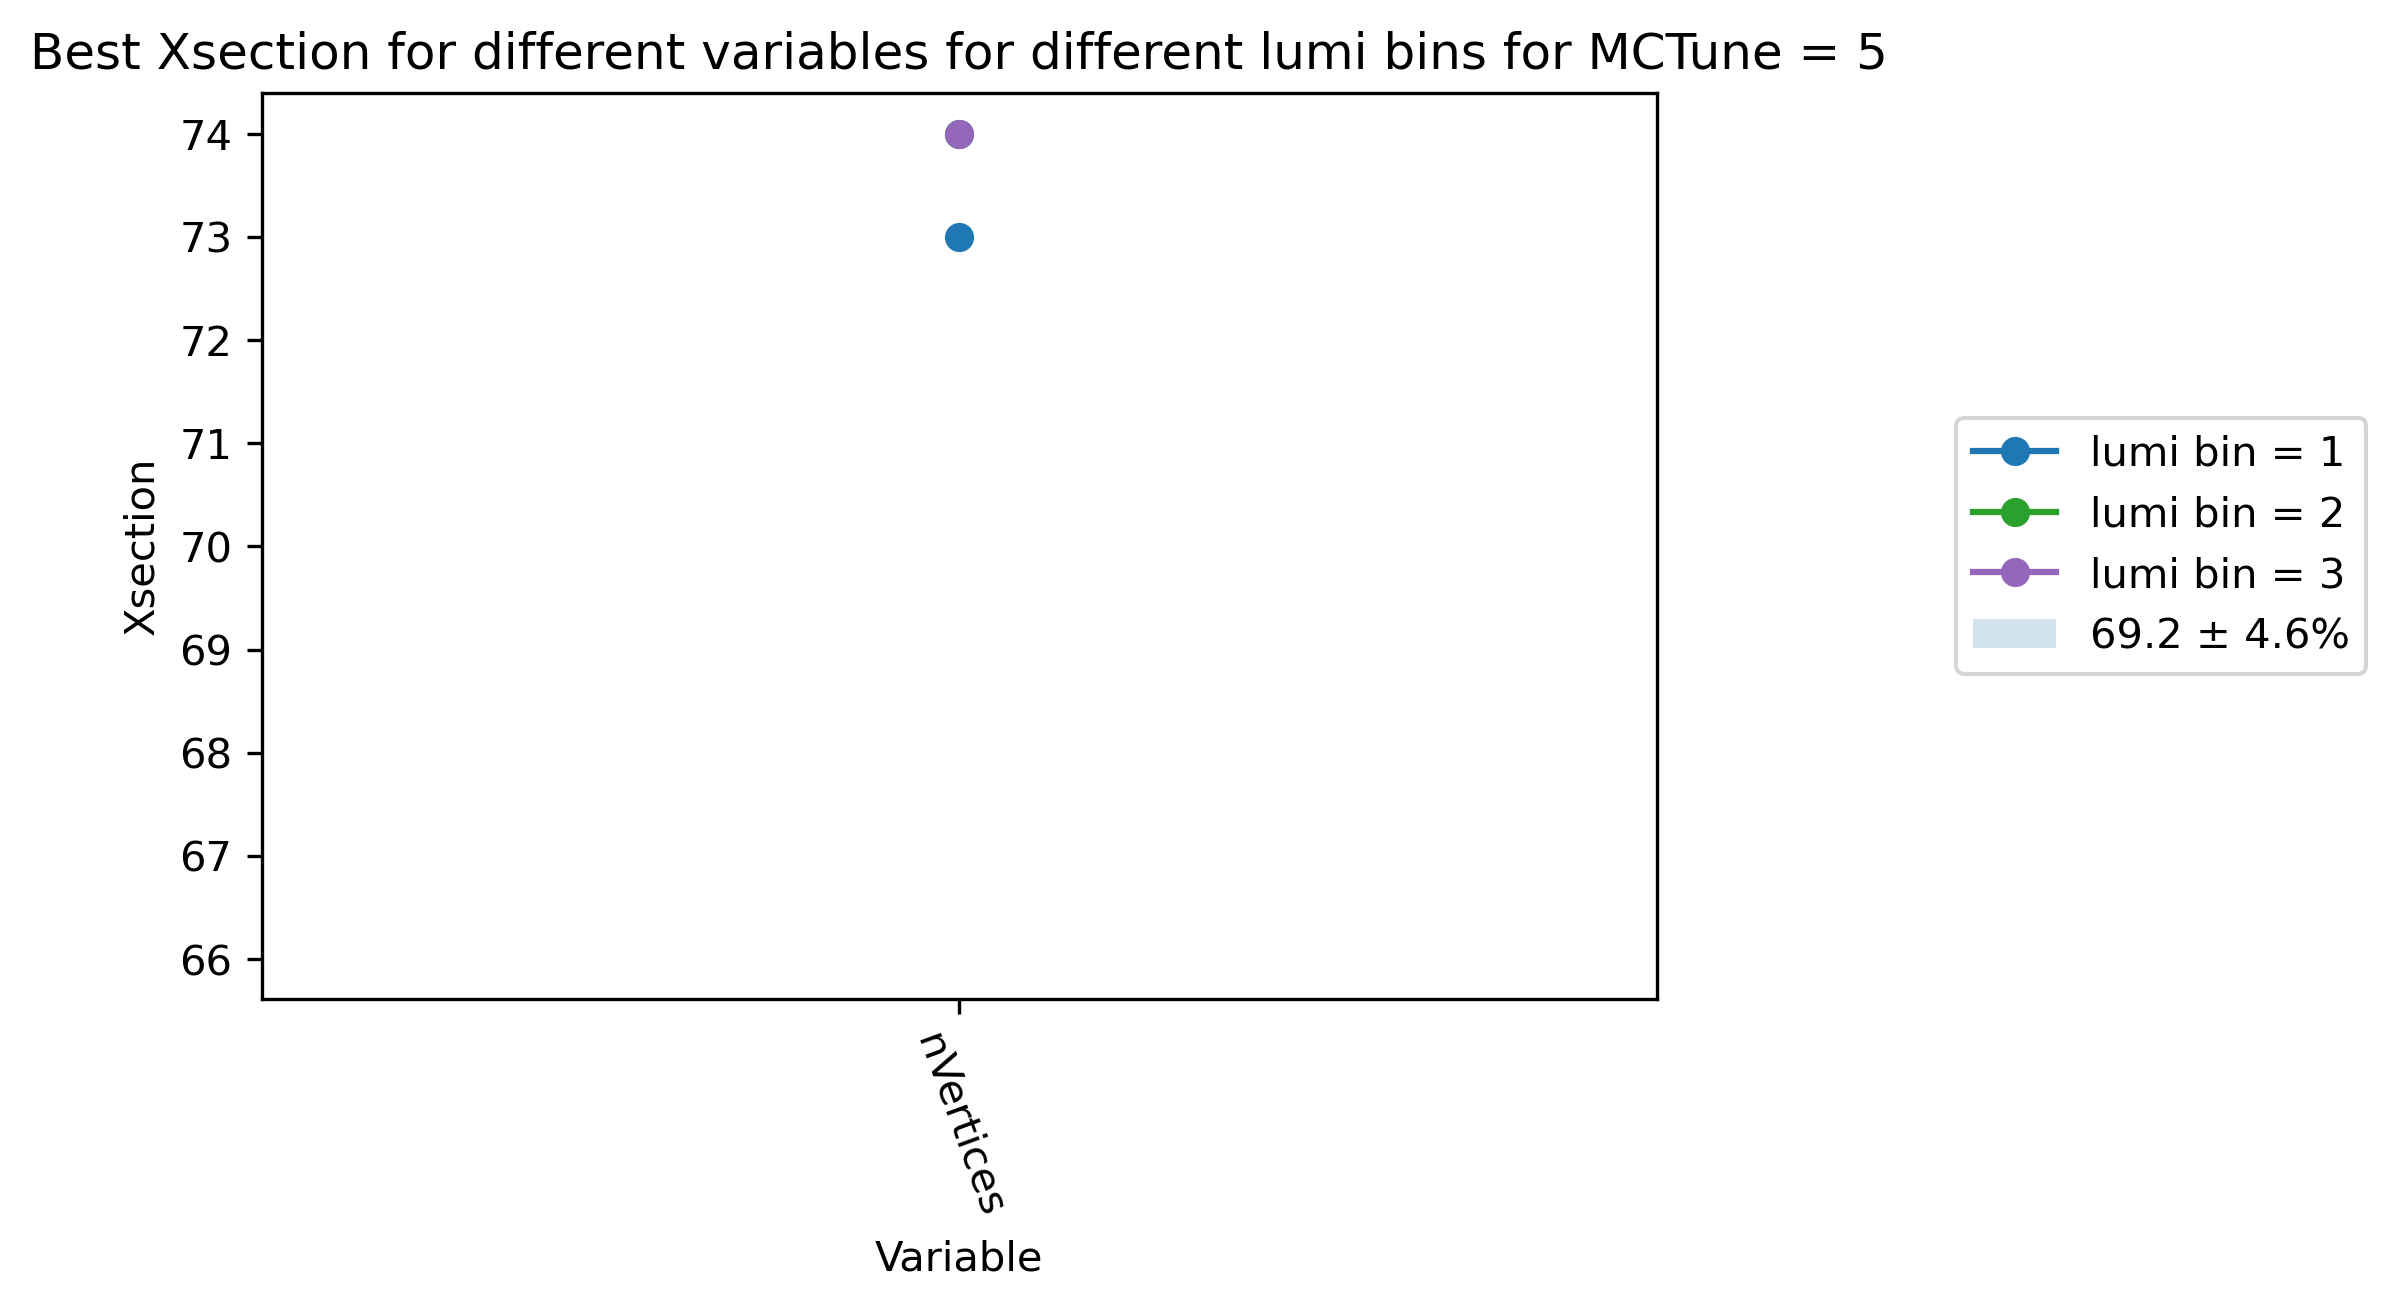 Best Xsection for different variables for different lumi bins for MCTune = 5
74
73
72
71
70
69
68
67
66
Xsection
nVertices
Variable
lumi bin = 1
lumi bin = 2
lumi bin = 3
69.2 ± 4.6%